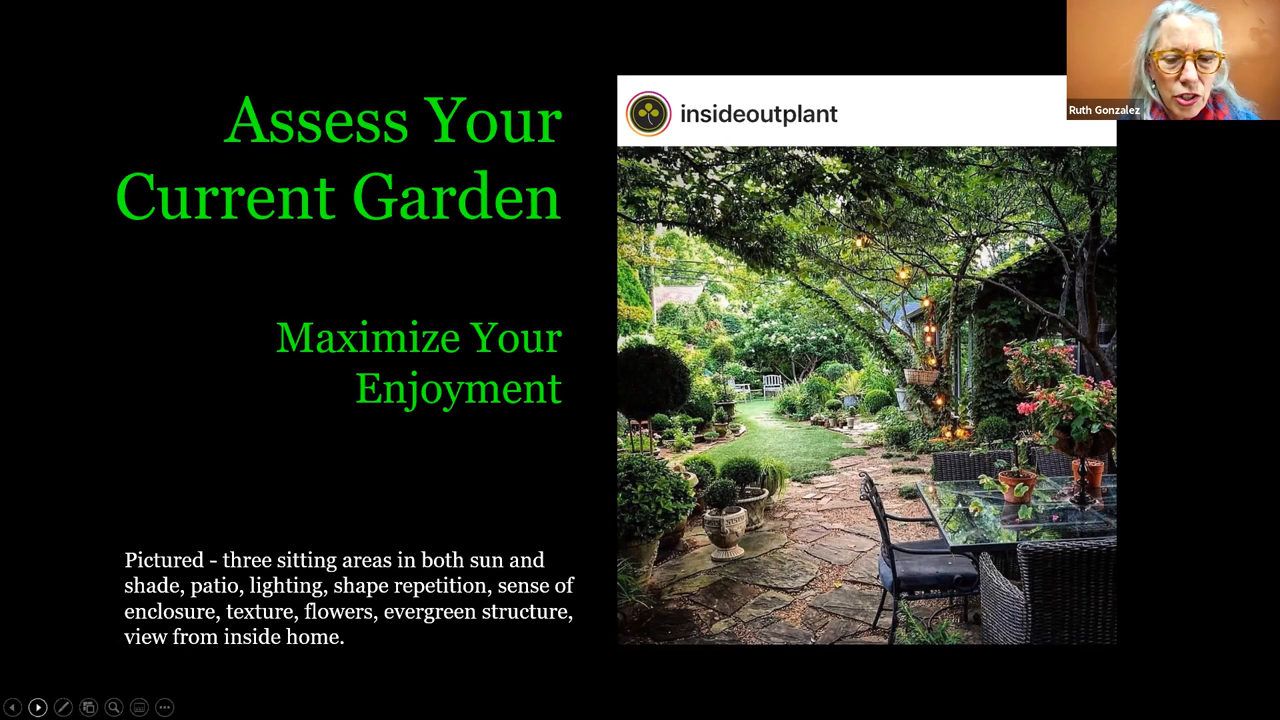 Assess Your
Current Garden
Maximize Your
Enjoyment
Pictured - three sitting areas in both sun and
shade, patio, lighting, shape repetition, sense of
enclosure, texture, flowers, evergreen structure,
view from inside home.
insideoutplant
Ruth Gonzalez